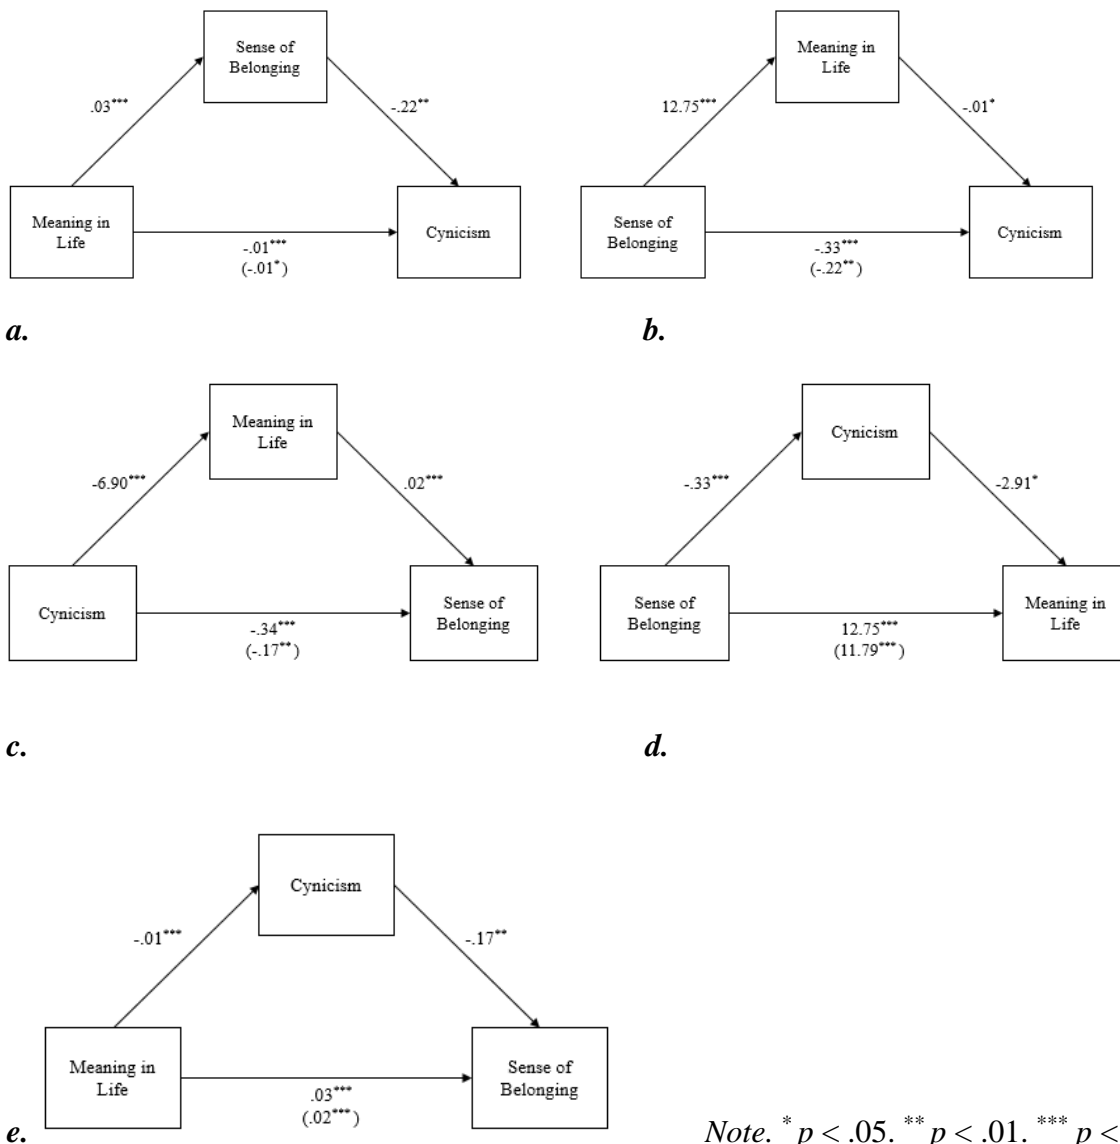 Sense of
Belonging
.03***
-.22**
Meaning in
Life
Cynicism
-.01***
(-.01*)
a.
Meaning in
Life
12.75***
-.01*
Sense of
Belonging
Cynicism
-.33***
(-.22**)
b.
Meaning in
Life
-6.90***
.02***
Cynicism
Sense of
Belonging
-.34***
(-.17**)
c.
Cynicism
-.33***
-2.91*
Sense of
Belonging
Meaning in
Life
12.75***
(11.79***)
d.
Cynicism
-.01***
-.17**
Meaning in
Life
Sense of
Belonging
.03***
(.02***)
e.
Note. * p < .05. ** p < .01. *** p <